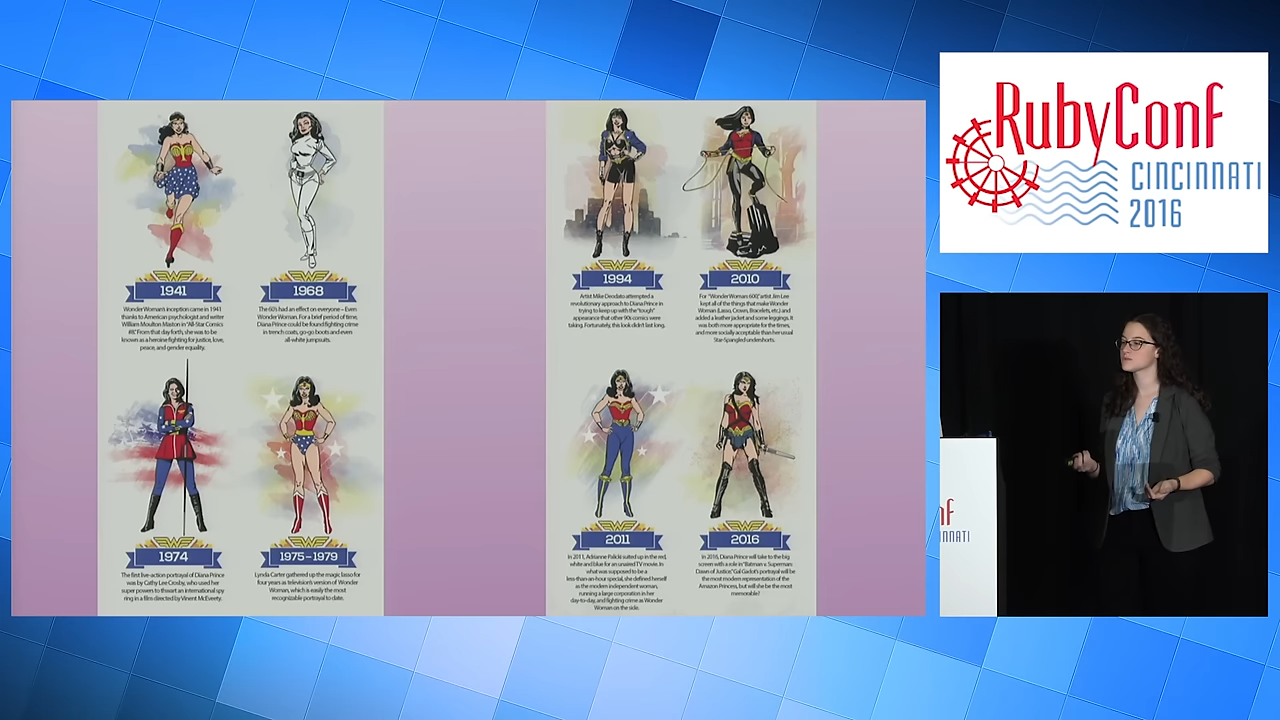 1941
Wonder Woman's inception came in 1941
thanks to American psychologist and writer
William Moulton Marston in "All-Star Comics
#8." From that day forth, she was to be
known as a heroine fighting for justice, love,
peace, and gender equality.
1968
The 60's had an effect on everyone – Even
Wonder Woman. For a brief period of time,
Diana Prince could be found fighting crime
in trench coats, go-go boots and even
all-white jumpsuits.
1994
Artist Mike Deodato attempted a
revolutionary approach to Diana Prince in
trying to keep up with the "tough"
appearance that other 90s comics were
taking. Fortunately, this look didn't last long.
2010
For "Wonder Woman 600," artist Jim Lee
kept all of the things that make Wonder
Woman (Lasso, Crown, Bracelets, etc.) and
added a leather jacket and some leggings. It
was both more appropriate for the times,
and more socially acceptable than her usual
Star-Spangled undershorts.
1974
The first live-action portrayal of Diana Prince
was by Cathy Lee Crosby, who used her
super powers to thwart an international spy
ring in a film directed by Vincent McEveety.
1975–1979
Lynda Carter gathered up the magic lasso for
four years as television's version of Wonder
Woman, which is easily the most
recognizable portrayal to date.
2011
In 2011, Adrianne Palicki suited up in the red,
white and blue for an unaired TV movie. In
what was supposed to be a
less-than-an-hour special, she defined herself
as the modern independent woman,
running a large corporation in her
day-to-day, and fighting crime as Wonder
Woman on the side.
2016
In 2016, Diana Prince will take to the big
screen with a role in "Batman v. Superman:
Dawn of Justice." Gal Gadot's portrayal will be
the most modern representation of the
Amazon Princess, but will she be the most
memorable?
RubyConf
CINCINNATI
2016
nf
INNATI